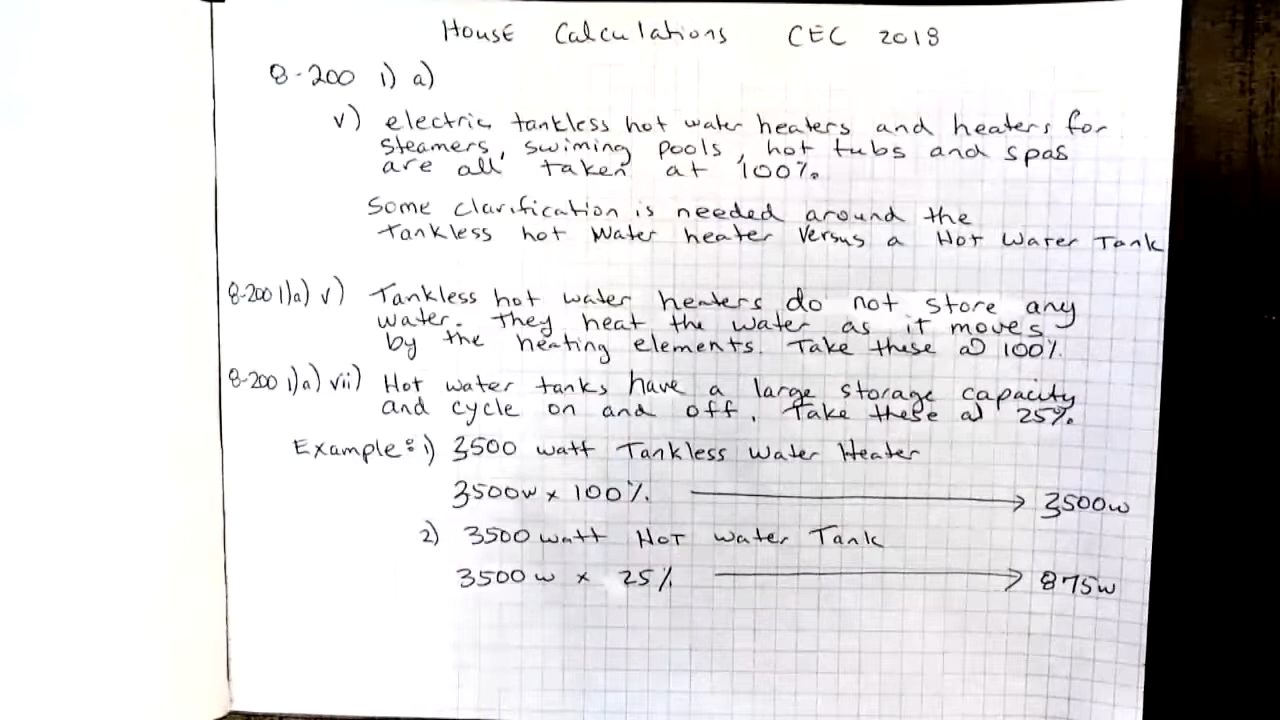 House Calculations CEC 2018
8-200 1) a)
v) electric tankless hot water heaters and heaters for
steamers, swiming pools, hot tubs and spas
are all taken at 100%.
Some clarification is needed around the
Tankless hot Water heater Versus a Hot Water Tank
8-200 1)a) v) Tankless hot water heaters do not store any
water. They heat the water as it moves
by the heating elements. Take these @ 100%.
8-200 1)a) vii) Hot water tanks have a large storage capacity
and cycle on and off. Take these @ 25%.
Example: 1) 3500 watt Tankless Water Heater
3500w x 100% → 3500w
2) 3500 watt Hot water Tank
3500w x 25% → 875w